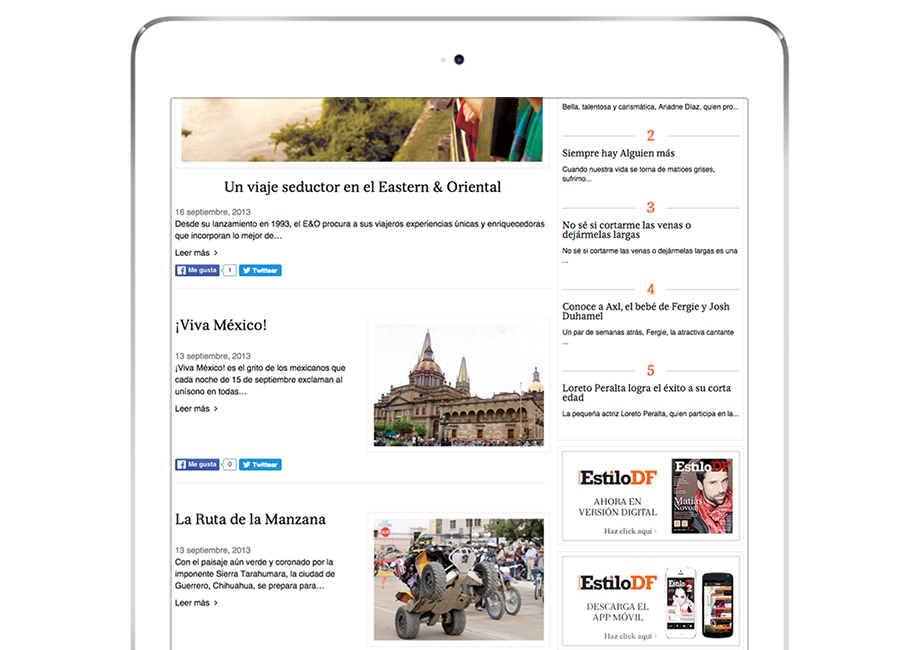 Un viaje seductor en el Eastern & Oriental
16 septiembre, 2013
Desde su lanzamiento en 1993, el E&O procura a sus viajeros experiencias únicas y enriquecedoras
que incorporan lo mejor de…
Leer más >
Me gusta 1 Twittear
¡Viva México!
13 septiembre, 2013
¡Viva México! es el grito de los mexicanos que
cada noche de 15 de septiembre exclaman al
unísono en todas…
Leer más >
Me gusta 0 Twittear
La Ruta de la Manzana
13 septiembre, 2013
Con el paisaje aún verde y coronado por la
imponente Sierra Tarahumara, la ciudad de
Guerrero, Chihuahua, se prepara para…
Leer más >
Bella, talentosa y carismática, Ariadne Díaz, quien pro...
2
Siempre hay Alguien más
Cuando nuestra vida se torna de matices grises,
sufrimo...
3
No sé si cortarme las venas o
dejármelas largas
No sé si cortarme las venas o dejármelas largas es una
...
4
Conoce a Axl, el bebé de Fergie y Josh
Duhamel
Un par de semanas atrás, Fergie, la atractiva cantante
...
5
Loreto Peralta logra el éxito a su corta
edad
La pequeña actriz Loreto Peralta, quien participa en la...
EstiloDF
AHORA EN
VERSIÓN DIGITAL
Haz click aquí >
EstiloDF
Matías
Novoa
EstiloDF
DESCARGA EL
APP MÓVIL
Haz click aquí >